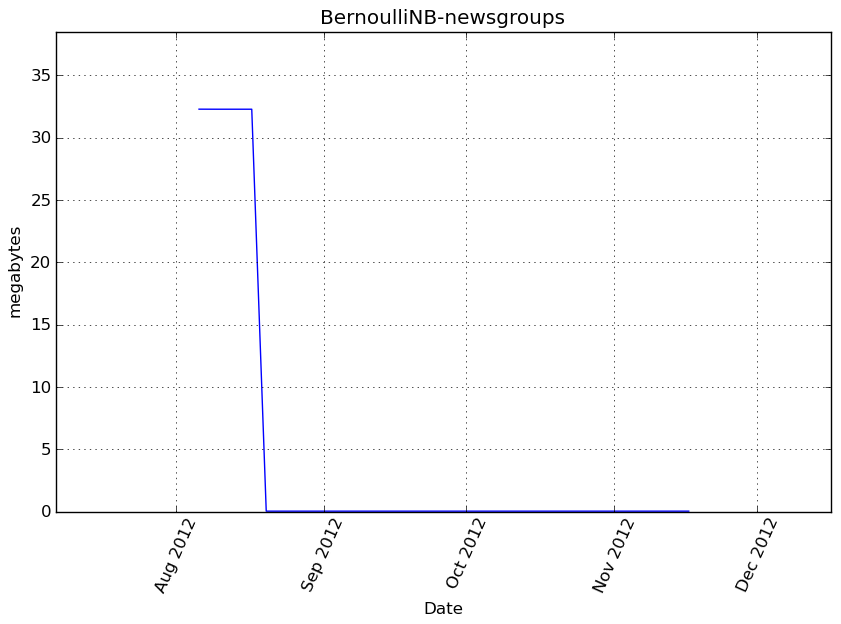 BernoulliNB-newsgroups
megabytes
35
30
25
20
15
10
5
0
Aug 2012
Sep 2012
Oct 2012
Nov 2012
Dec 2012
Date